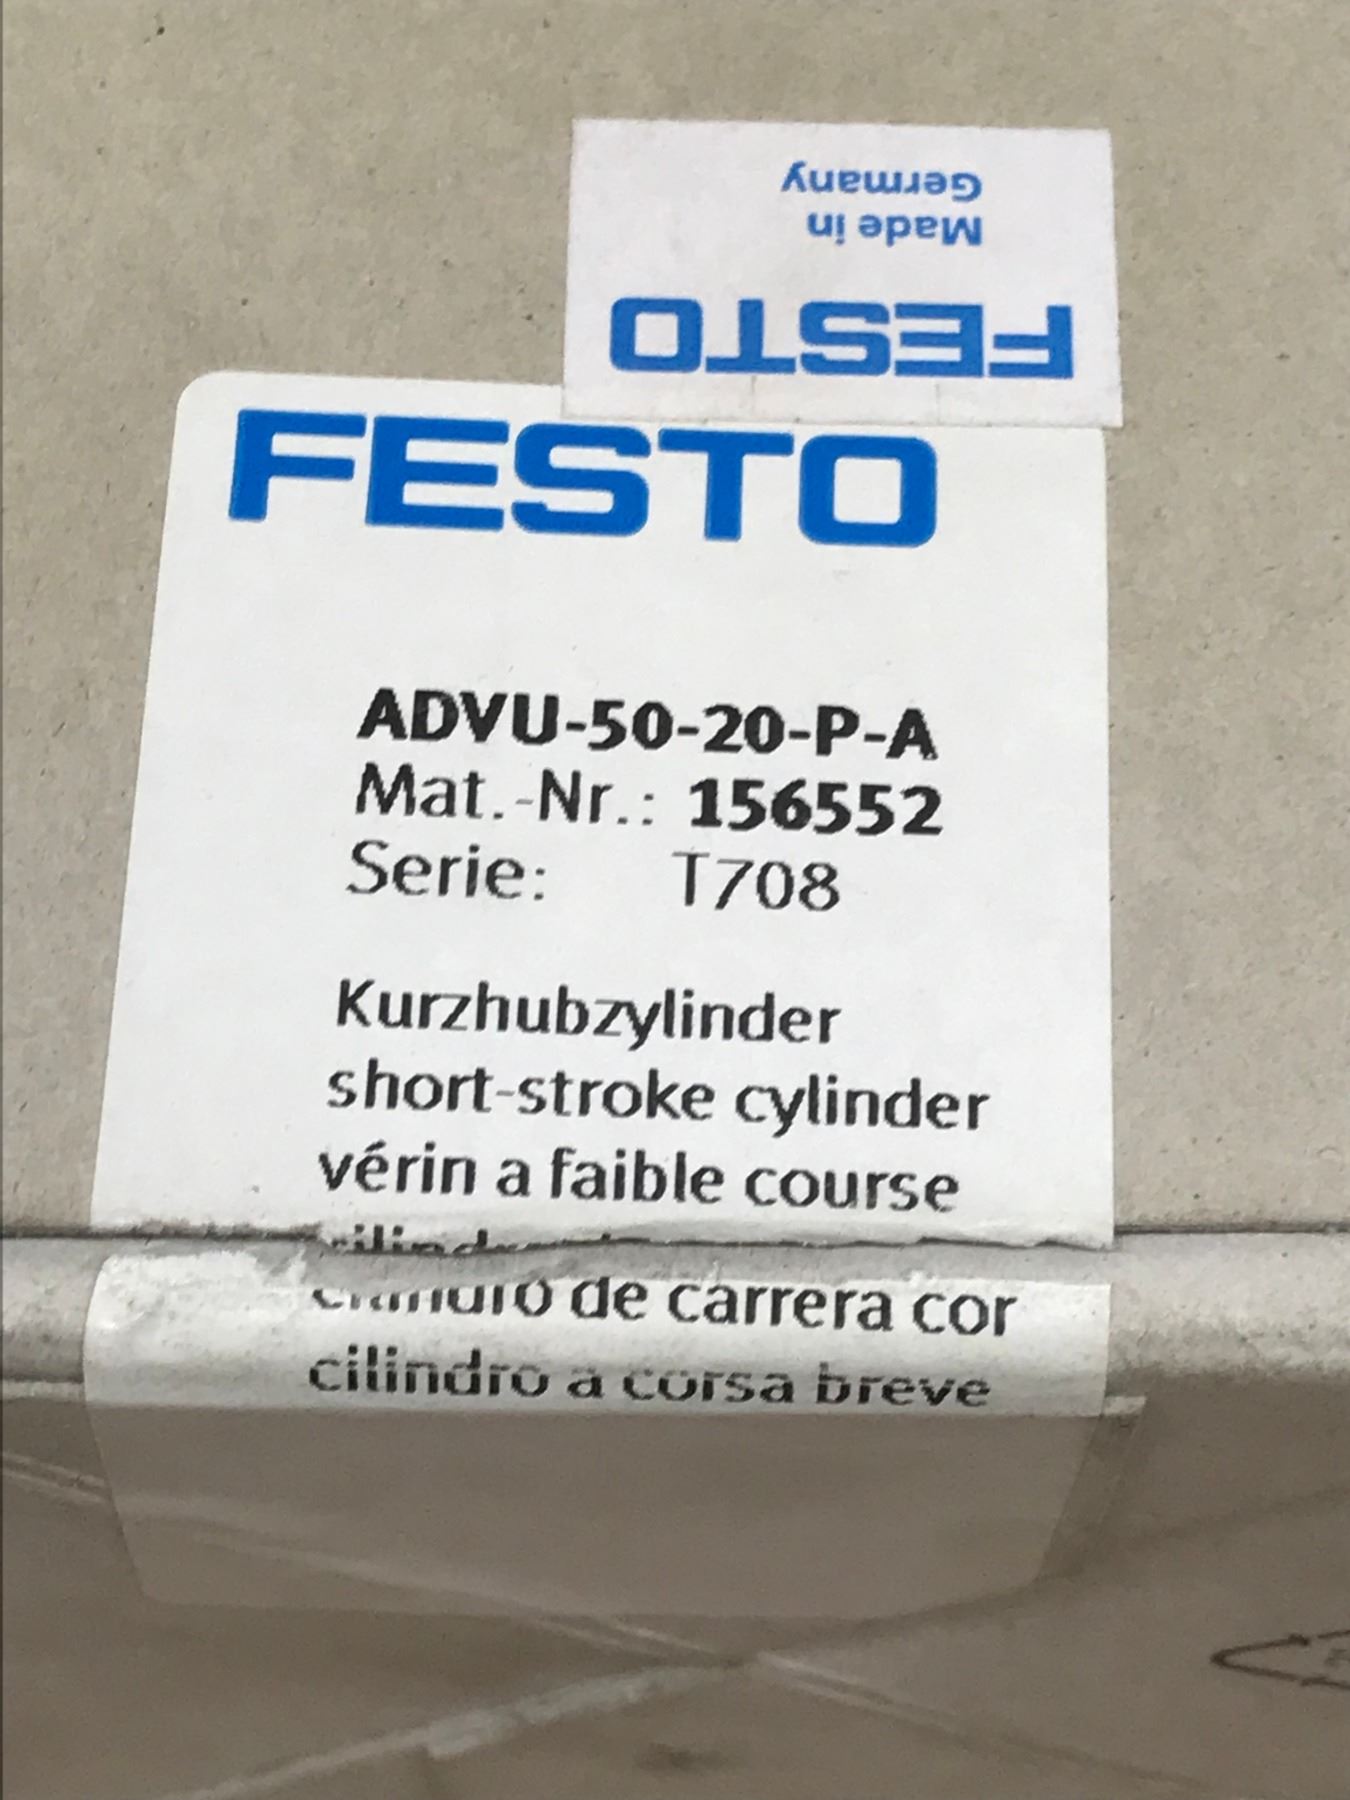 Made in
Germany
FESTO
FESTO
ADVU-50-20-P-A
Mat.-Nr.: 156552
Serie: T708
Kurzhubzylinder
short-stroke cylinder
vérin a faible course
cilindro de carrera cor
cilindro a corsa breve